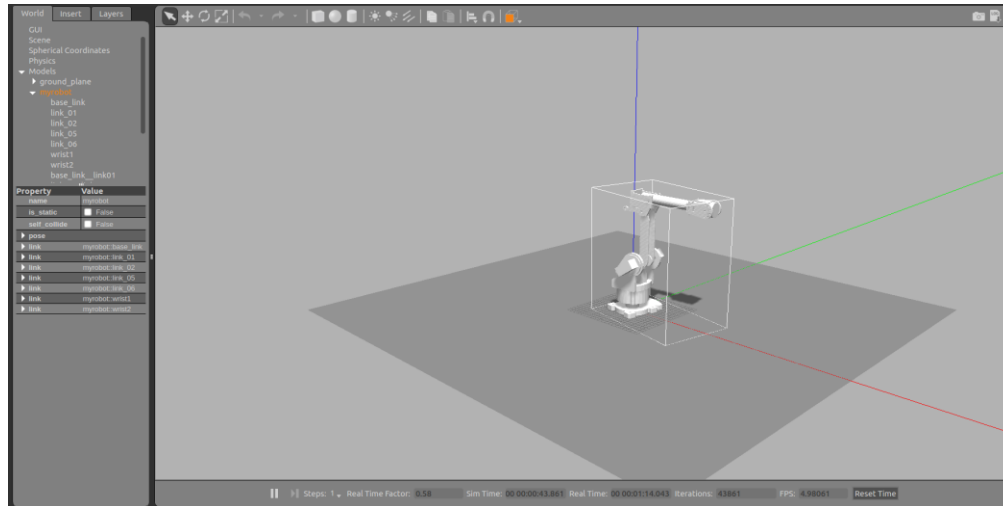 World Insert Layers
GUI
Scene
Spherical Coordinates
Physics
Models
ground_plane
myrobot
base_link
link_01
link_02
link_05
link_06
wrist1
wrist2
base_link__link01
Property Value
name myrobot
is_static False
self_collide False
pose
link myrobot::base_link
link myrobot::link_01
link myrobot::link_02
link myrobot::link_05
link myrobot::link_06
link myrobot::wrist1
link myrobot::wrist2
Steps: 1 Real Time Factor: 0.58 Sim Time: 00 00:00:43.861 Real Time: 00 00:01:14.043 Iterations: 43861 FPS: 4.98061 Reset Time